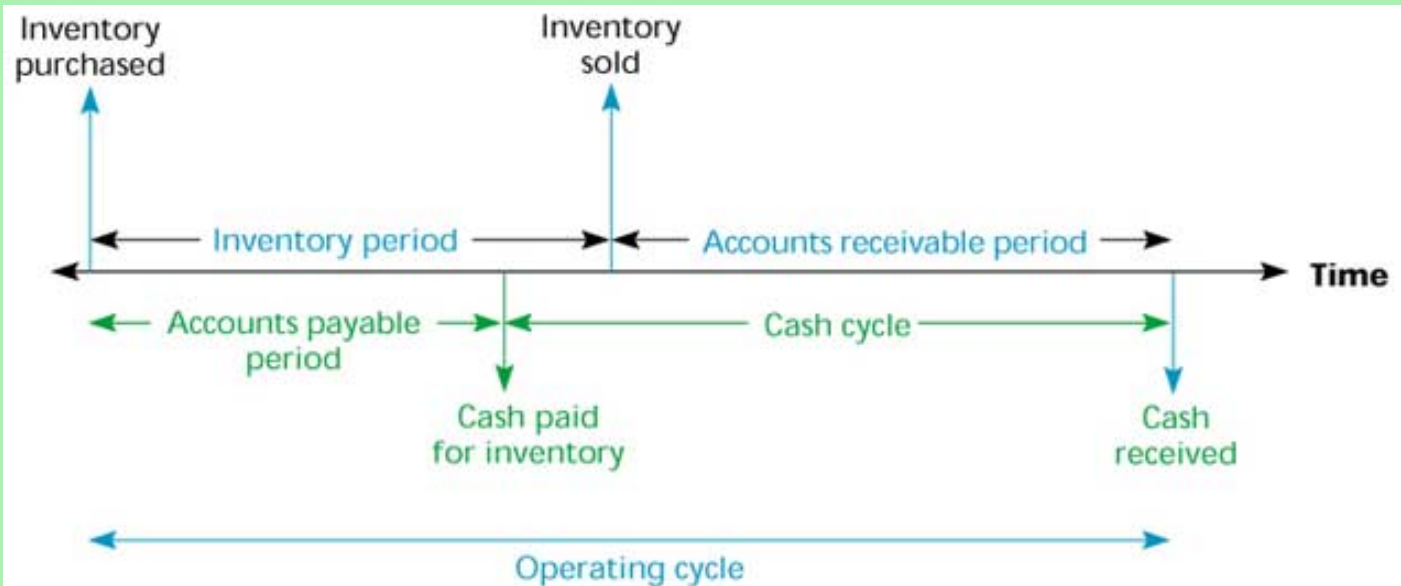 Inventory
purchased
Inventory
sold
Inventory period
Accounts receivable period
Time
Accounts payable
period
Cash cycle
Cash paid
for inventory
Cash
received
Operating cycle